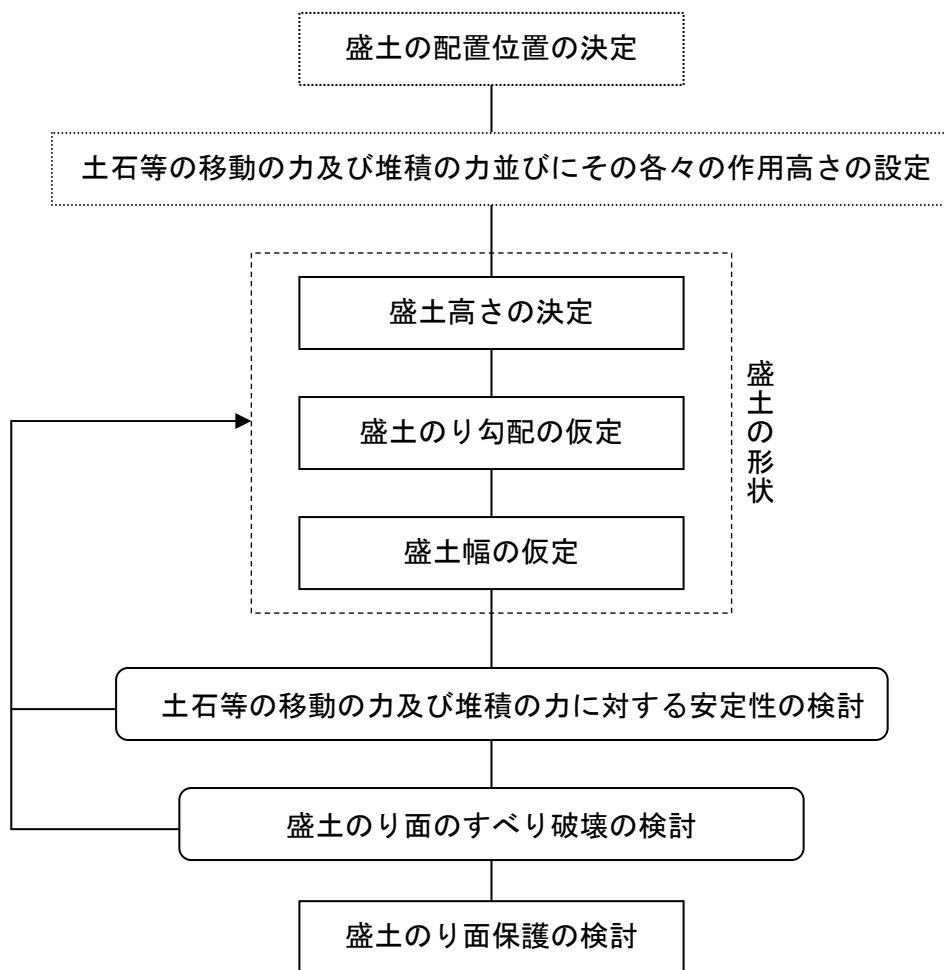 盛土の配置位置の決定
土石等の移動の力及び堆積の力並びにその各々の作用高さの設定
盛土高さの決定
盛土のり勾配の仮定
盛土幅の仮定
盛土の形状
土石等の移動の力及び堆積の力に対する安定性の検討
盛土のり面のすべり破壊の検討
盛土のり面保護の検討